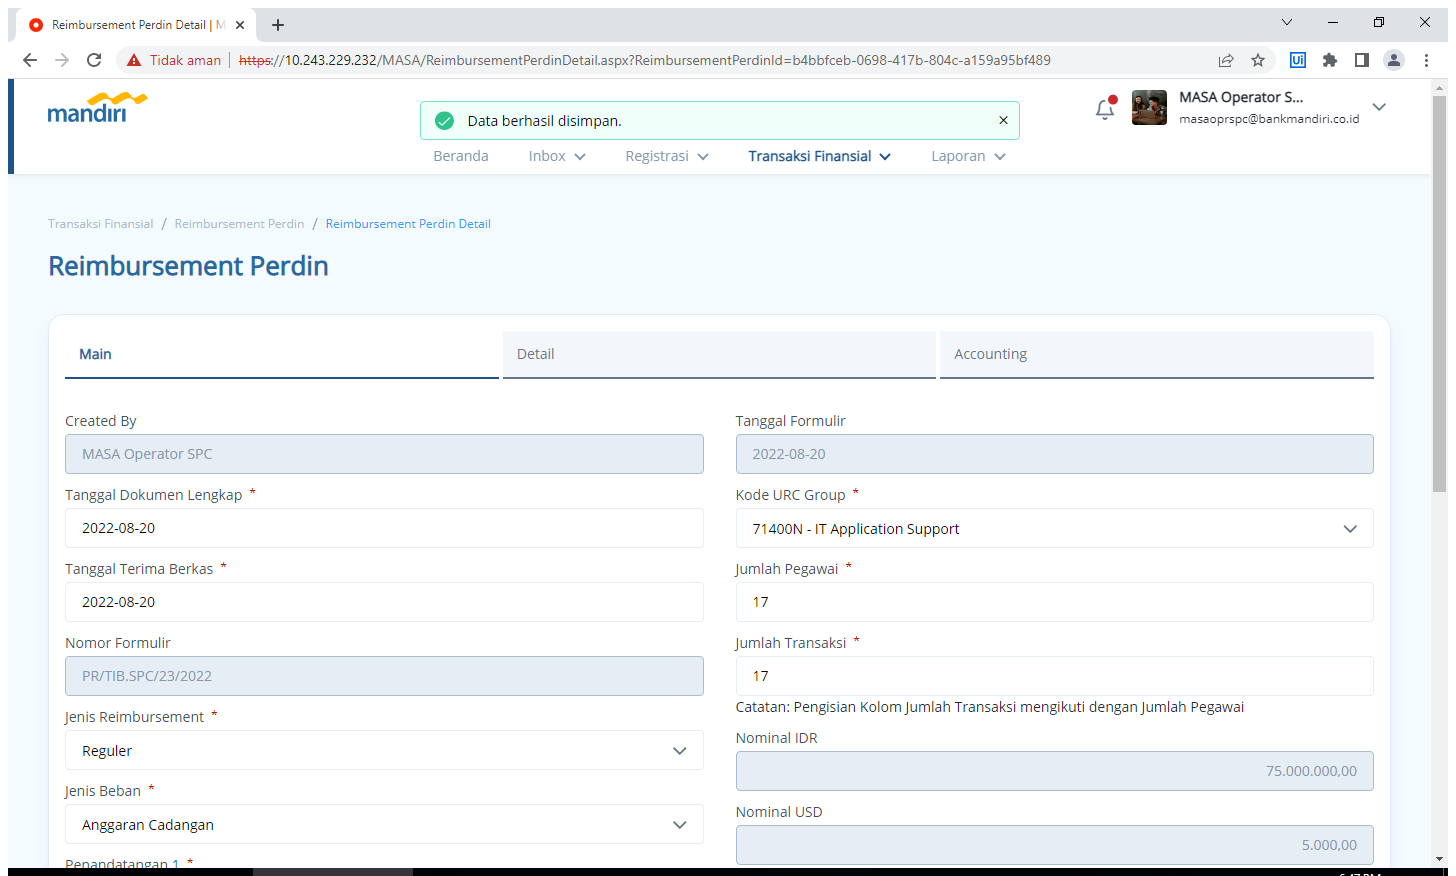 Reimbursement Perdin Detail | M
Tidak aman https://10.243.229.232/MASA/ReimbursementPerdinDetail.aspx?ReimbursementPerdinId=b4bbfceb-0698-417b-804c-a159a95bf489
Ui
mandiri
Data berhasil disimpan.
MASA Operator S...
masaoprspc@bankmandiri.co.id
Beranda Inbox Registrasi Transaksi Finansial Laporan
Transaksi Finansial / Reimbursement Perdin / Reimbursement Perdin Detail
Reimbursement Perdin
Main Detail Accounting
Created By
MASA Operator SPC
Tanggal Dokumen Lengkap *
2022-08-20
Tanggal Terima Berkas *
2022-08-20
Nomor Formulir
PR/TIB.SPC/23/2022
Jenis Reimbursement *
Reguler
Jenis Beban *
Anggaran Cadangan
Penandatangan 1 *
Tanggal Formulir
2022-08-20
Kode URC Group *
71400N - IT Application Support
Jumlah Pegawai *
17
Jumlah Transaksi *
17
Catatan: Pengisian Kolom Jumlah Transaksi mengikuti dengan Jumlah Pegawai
Nominal IDR
75.000.000,00
Nominal USD
5.000,00